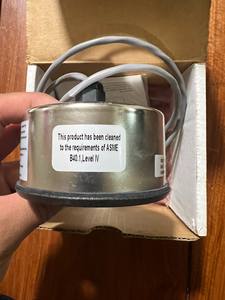 This product has been cleaned
to the requirements of ASME
B40.1,Level IV